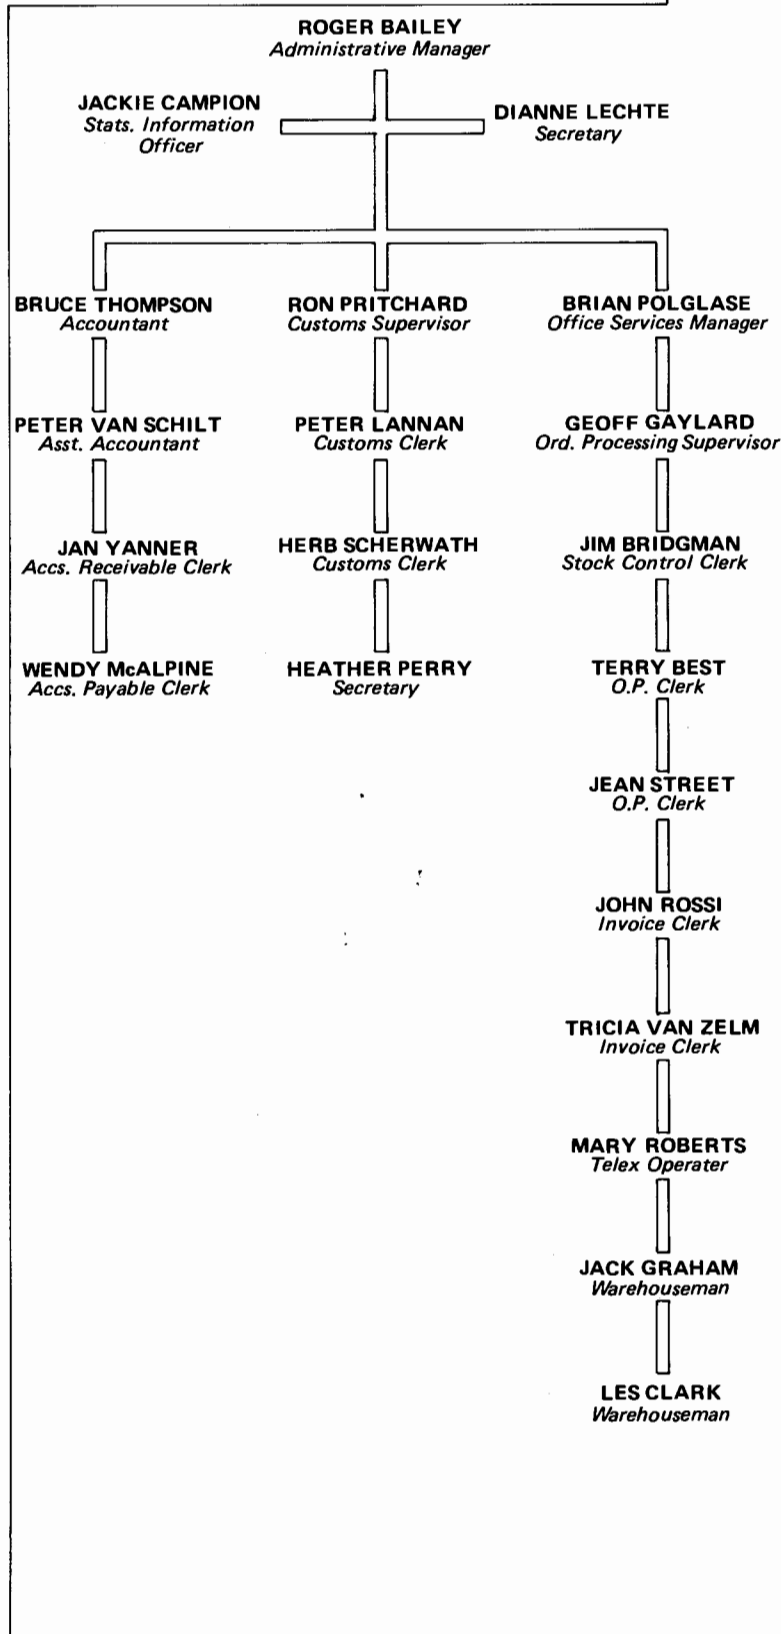 ROGER BAILEY
Administrative Manager
JACKIE CAMPION
Stats. Information
Officer
DIANNE LECHTE
Secretary
BRUCE THOMPSON
Accountant
PETER VAN SCHILT
Asst. Accountant
JAN YANNER
Accs. Receivable Clerk
WENDY McALPINE
Accs. Payable Clerk
RON PRITCHARD
Customs Supervisor
PETER LANNAN
Customs Clerk
HERB SCHERWATH
Customs Clerk
HEATHER PERRY
Secretary
BRIAN POLGLASE
Office Services Manager
GEOFF GAYLARD
Ord. Processing Supervisor
JIM BRIDGMAN
Stock Control Clerk
TERRY BEST
O.P. Clerk
JEAN STREET
O.P. Clerk
JOHN ROSSI
Invoice Clerk
TRICIA VAN ZELM
Invoice Clerk
MARY ROBERTS
Telex Operater
JACK GRAHAM
Warehouseman
LES CLARK
Warehouseman